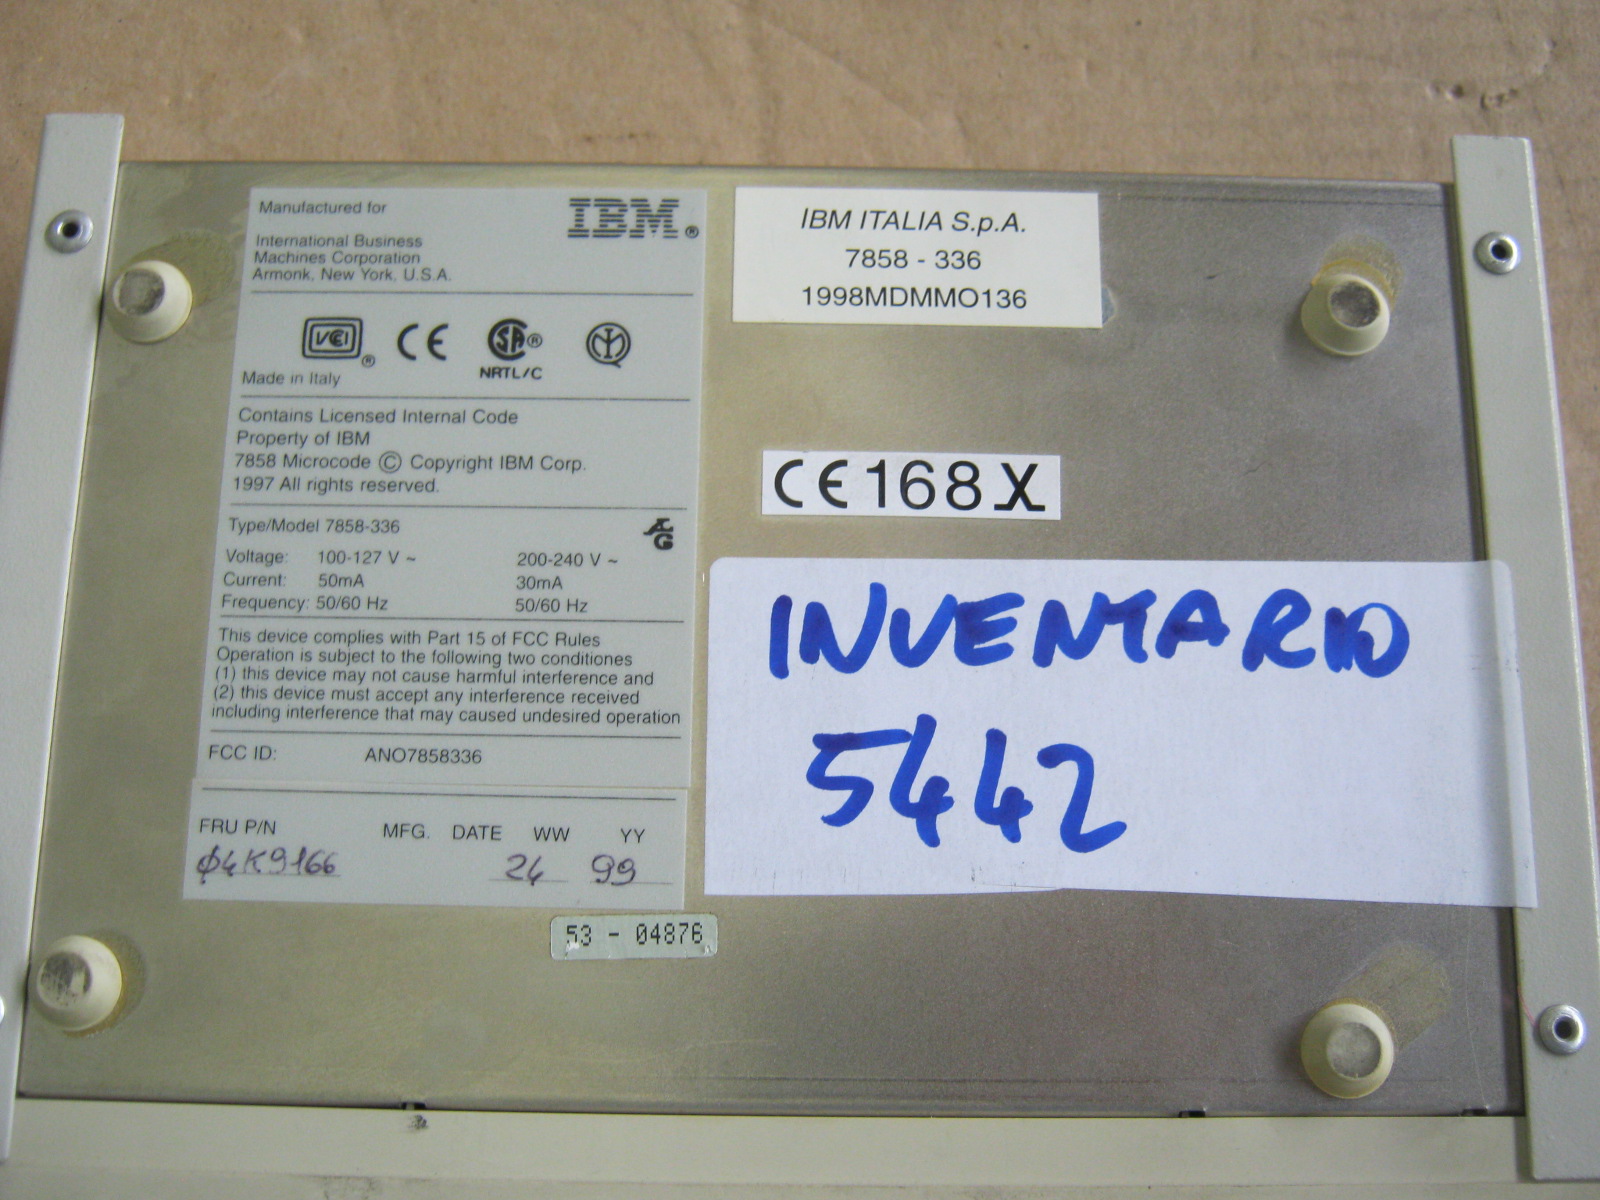 Manufactured for
IBM®
International Business
Machines Corporation
Armonk, New York, U.S.A.
VCCI ® CE SA ® IMQ
NRTL/C
Made in Italy
Contains Licensed Internal Code
Property of IBM
7858 Microcode © Copyright IBM Corp.
1997 All rights reserved.
Type/Model 7858-336
Voltage: 100-127 V ~ 200-240 V ~
Current: 50mA 30mA
Frequency: 50/60 Hz 50/60 Hz
This device complies with Part 15 of FCC Rules
Operation is subject to the following two conditiones
(1) this device may not cause harmful interference and
(2) this device must accept any interference received
including interference that may caused undesired operation
FCC ID: ANO7858336
FRU P/N MFG. DATE WW YY
04K9166 24 99
53 - 04876
IBM ITALIA S.p.A.
7858 - 336
1998MDMMO136
CE168X
INVENTARIO
5442